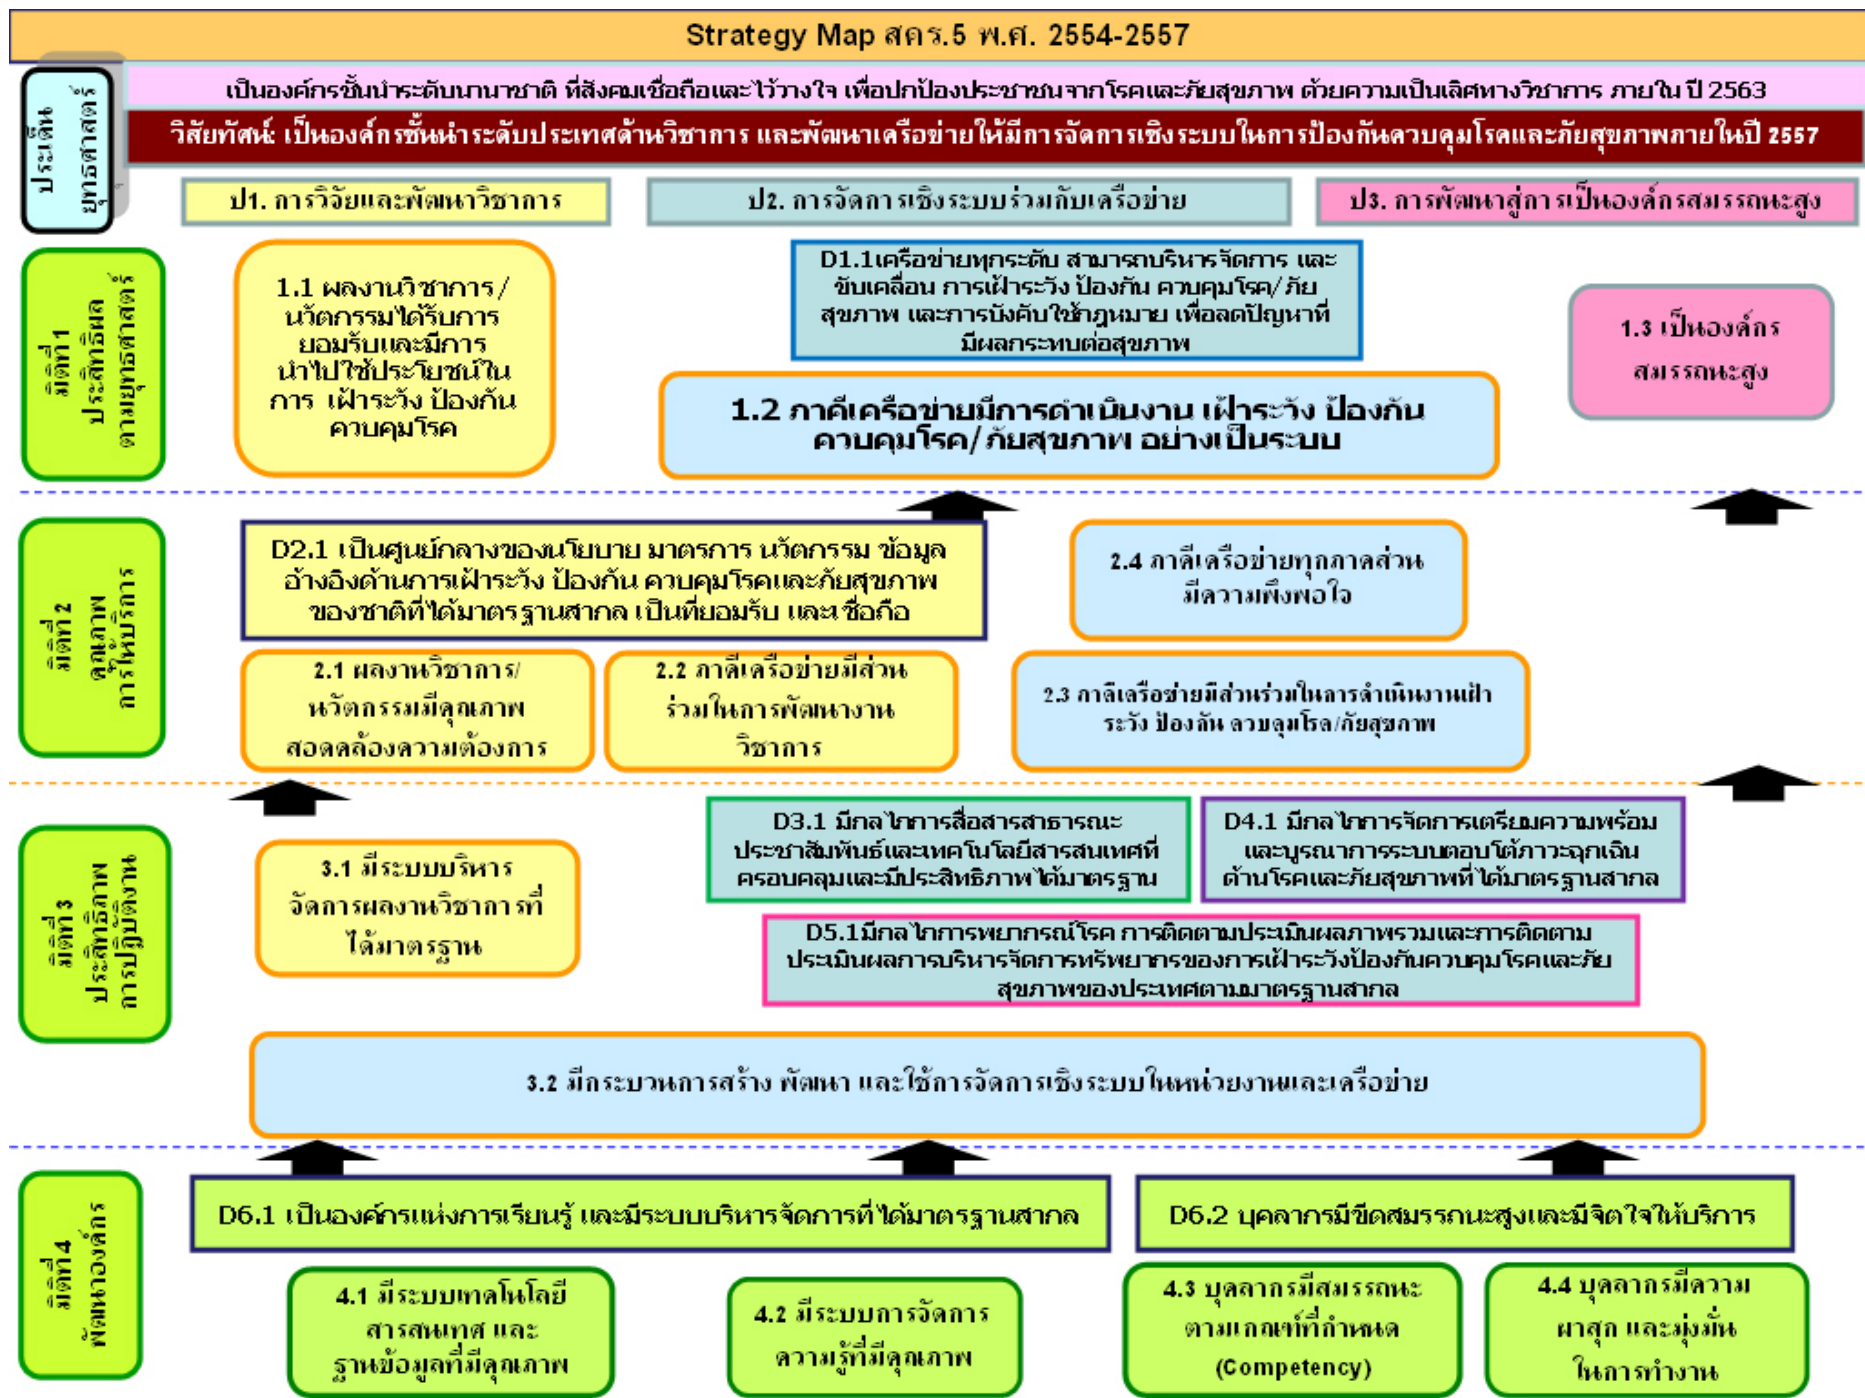 Strategy Map สคร.5 พ.ศ. 2554-2557
ประเด็น
ยุทธศาสตร์
เป็นองค์กรชั้นนำระดับนานาชาติ ที่สังคมเชื่อถือและไว้วางใจ เพื่อปกป้องประชาชนจากโรคและภัยสุขภาพ ด้วยความเป็นเลิศทางวิชาการ ภายใน ปี 2563
วิสัยทัศน์: เป็นองค์กรชั้นนำระดับประเทศด้านวิชาการ และพัฒนาเครือข่ายให้มีการจัดการเชิงระบบในการป้องกันควบคุมโรคและภัยสุขภาพภายในปี 2557
ป1. การวิจัยและพัฒนาวิชาการ
ป2. การจัดการเชิงระบบร่วมกับเครือข่าย
ป3. การพัฒนาสู่การเป็นองค์กรสมรรถนะสูง
มิติที่ 1
ประสิทธิผล
ตามยุทธศาสตร์
1.1 ผลงานวิชาการ/
นวัตกรรมได้รับการ
ยอมรับและมีการ
นำไปใช้ประโยชน์ใน
การ เฝ้าระวัง ป้องกัน
ควบคุมโรค
D1.1เครือข่ายทุกระดับ สามารถบริหารจัดการ และ
ขับเคลื่อน การเฝ้าระวัง ป้องกัน ควบคุมโรค/ภัย
สุขภาพ และการบังคับใช้กฎหมาย เพื่อลดปัญหาที่
มีผลกระทบต่อสุขภาพ
1.2 ภาคีเครือข่ายมีการดำเนินงาน เฝ้าระวัง ป้องกัน
ควบคุมโรค/ภัยสุขภาพ อย่างเป็นระบบ
1.3 เป็นองค์กร
สมรรถนะสูง
มิติที่ 2
คุณภาพ
การให้บริการ
D2.1 เป็นศูนย์กลางของนโยบาย มาตรการ นวัตกรรม ข้อมูล
อ้างอิงด้านการเฝ้าระวัง ป้องกัน ควบคุมโรคและภัยสุขภาพ
ของชาติที่ได้มาตรฐานสากล เป็นที่ยอมรับ และเชื่อถือ
2.4 ภาคีเครือข่ายทุกภาคส่วน
มีความพึงพอใจ
2.1 ผลงานวิชาการ/
นวัตกรรมมีคุณภาพ
สอดคล้องความต้องการ
2.2 ภาคีเครือข่ายมีส่วน
ร่วมในการพัฒนางาน
วิชาการ
2.3 ภาคีเครือข่ายมีส่วนร่วมในการดำเนินงานเฝ้า
ระวัง ป้องกัน ควบคุมโรค/ภัยสุขภาพ
มิติที่ 3
ประสิทธิภาพ
การปฏิบัติงาน
3.1 มีระบบบริหาร
จัดการผลงานวิชาการที่
ได้มาตรฐาน
D3.1 มีกลไกการสื่อสารสาธารณะ
ประชาสัมพันธ์และเทคโนโลยีสารสนเทศที่
ครอบคลุมและมีประสิทธิภาพได้มาตรฐาน
D4.1 มีกลไกการจัดการเตรียมความพร้อม
และบูรณาการระบบตอบโต้ภาวะฉุกเฉิน
ด้านโรคและภัยสุขภาพที่ได้มาตรฐานสากล
D5.1มีกลไกการพยากรณ์โรค การติดตามประเมินผลภาพรวมและการติดตาม
ประเมินผลการบริหารจัดการทรัพยากรของการเฝ้าระวังป้องกันควบคุมโรคและภัย
สุขภาพของประเทศตามมาตรฐานสากล
3.2 มีกระบวนการสร้าง พัฒนา และใช้การจัดการเชิงระบบในหน่วยงานและเครือข่าย
มิติที่ 4
พัฒนาองค์กร
D6.1 เป็นองค์กรแห่งการเรียนรู้ และมีระบบบริหารจัดการที่ได้มาตรฐานสากล
D6.2 บุคลากรมีขีดสมรรถนะสูงและมีจิตใจให้บริการ
4.1 มีระบบเทคโนโลยี
สารสนเทศ และ
ฐานข้อมูลที่มีคุณภาพ
4.2 มีระบบการจัดการ
ความรู้ที่มีคุณภาพ
4.3 บุคลากรมีสมรรถนะ
ตามเกณฑ์ที่กำหนด
(Competency)
4.4 บุคลากรมีความ
ผาสุก และมุ่งมั่น
ในการทำงาน